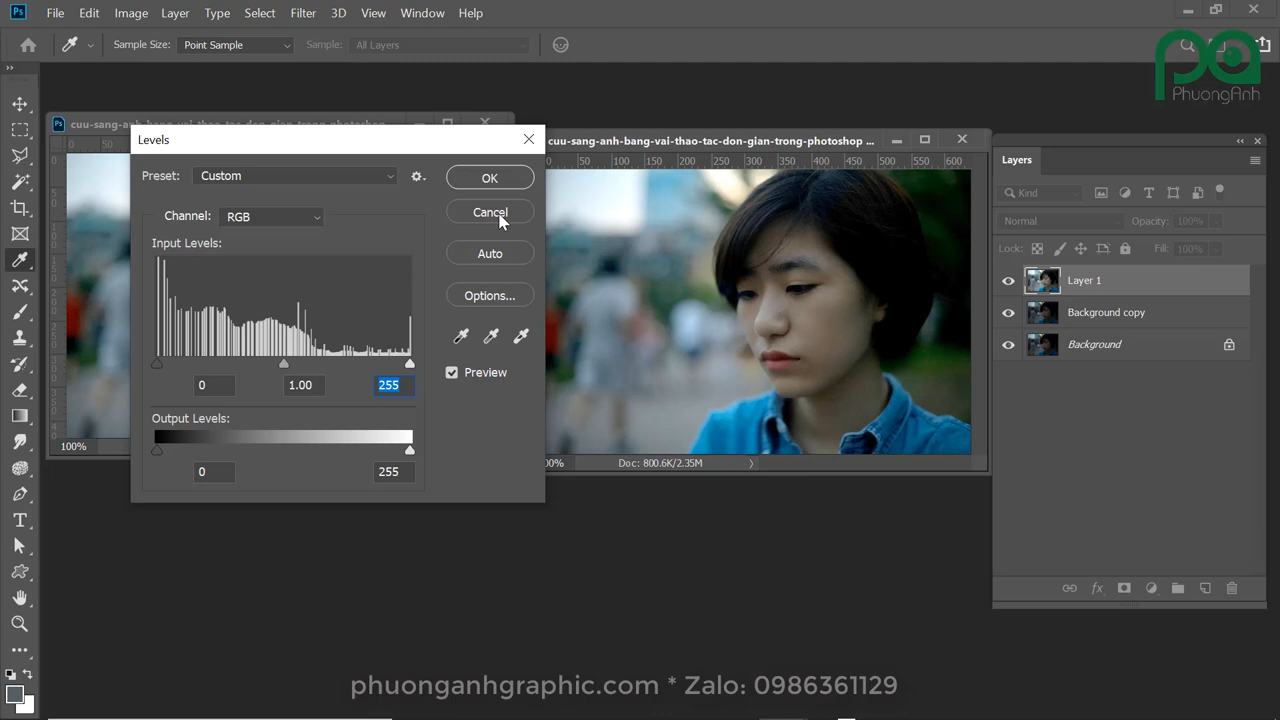 Ps File Edit Image Layer Type Select Filter 3D View Window Help
Sample Size: Point Sample Sample: All Layers
PhuongAnh
Ps cuu-sang-anh-bang-vai-thao-tac-don-gian-trong-photoshop
0 50
100%
Levels
Preset: Custom
OK
Cancel
Channel: RGB
Input Levels:
Auto
Options...
0 1.00 255
Preview
Output Levels:
0 255
cuu-sang-anh-bang-vai-thao-tac-don-gian-trong-photoshop ...
50 100 150 200 250 300 350 400 450 500 550 600
Doc: 800.6K/2.35M
Layers
Kind
Normal Opacity: 100%
Lock: Fill: 100%
Layer 1
Background copy
Background
T
phuonganhgraphic.com * Zalo: 0986361129